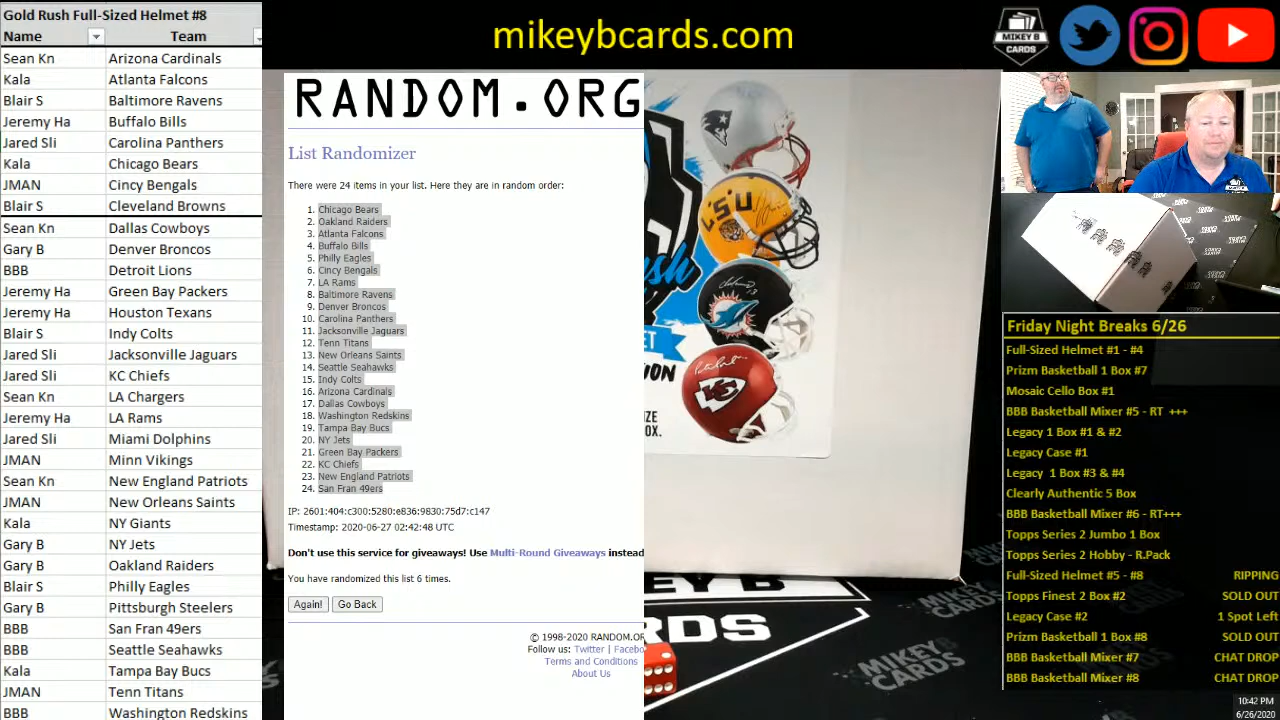 Gold Rush Full-Sized Helmet #8
Name Team
Sean Kn Arizona Cardinals
Kala Atlanta Falcons
Blair S Baltimore Ravens
Jeremy Ha Buffalo Bills
Jared Sli Carolina Panthers
Kala Chicago Bears
JMAN Cincy Bengals
Blair S Cleveland Browns
Sean Kn Dallas Cowboys
Gary B Denver Broncos
BBB Detroit Lions
Jeremy Ha Green Bay Packers
Jeremy Ha Houston Texans
Blair S Indy Colts
Jared Sli Jacksonville Jaguars
Jared Sli KC Chiefs
Sean Kn LA Chargers
Jeremy Ha LA Rams
Jared Sli Miami Dolphins
JMAN Minn Vikings
Sean Kn New England Patriots
JMAN New Orleans Saints
Kala NY Giants
Gary B NY Jets
Gary B Oakland Raiders
Blair S Philly Eagles
Gary B Pittsburgh Steelers
BBB San Fran 49ers
BBB Seattle Seahawks
Kala Tampa Bay Bucs
JMAN Tenn Titans
BBB Washington Redskins
mikeybcards.com
MIKEY B
CARDS
RANDOM.ORG
List Randomizer
There were 24 items in your list. Here they are in random order:
1. Chicago Bears
2. Oakland Raiders
3. Atlanta Falcons
4. Buffalo Bills
5. Philly Eagles
6. Cincy Bengals
7. LA Rams
8. Baltimore Ravens
9. Denver Broncos
10. Carolina Panthers
11. Jacksonville Jaguars
12. Tenn Titans
13. New Orleans Saints
14. Seattle Seahawks
15. Indy Colts
16. Arizona Cardinals
17. Dallas Cowboys
18. Washington Redskins
19. Tampa Bay Bucs
20. NY Jets
21. Green Bay Packers
22. KC Chiefs
23. New England Patriots
24. San Fran 49ers
IP: 2601:404:c300:5280:e836:9830:75d7:c147
Timestamp: 2020-06-27 02:42:48 UTC
Don't use this service for giveaways! Use Multi-Round Giveaways instead
You have randomized this list 6 times.
Again! Go Back
© 1998-2020 RANDOM.OR
Follow us: Twitter | Facebo
Terms and Conditions
About Us
LSU
KC
EY B
RDS
MIKEY
CARDS
MIKEY B
CARDS
Friday Night Breaks 6/26
Full-Sized Helmet #1 - #4
Prizm Basketball 1 Box #7
Mosaic Cello Box #1
BBB Basketball Mixer #5 - RT +++
Legacy 1 Box #1 & #2
Legacy Case #1
Legacy 1 Box #3 & #4
Clearly Authentic 5 Box
BBB Basketball Mixer #6 - RT+++
Topps Series 2 Jumbo 1 Box
Topps Series 2 Hobby - R.Pack
Full-Sized Helmet #5 - #8 RIPPING
Topps Finest 2 Box #2 SOLD OUT
Legacy Case #2 1 Spot Left
Prizm Basketball 1 Box #8 SOLD OUT
BBB Basketball Mixer #7 CHAT DROP
BBB Basketball Mixer #8 CHAT DROP
10:42 PM
6/26/2020